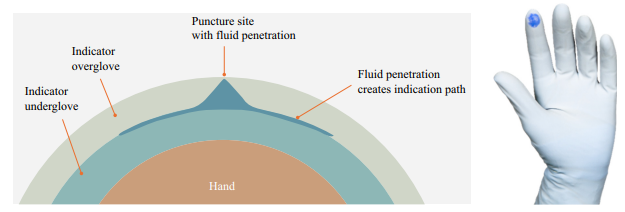 Puncture site
with fluid penetration
Indicator
overglove
Fluid penetration
creates indication path
Indicator
underglove
Hand